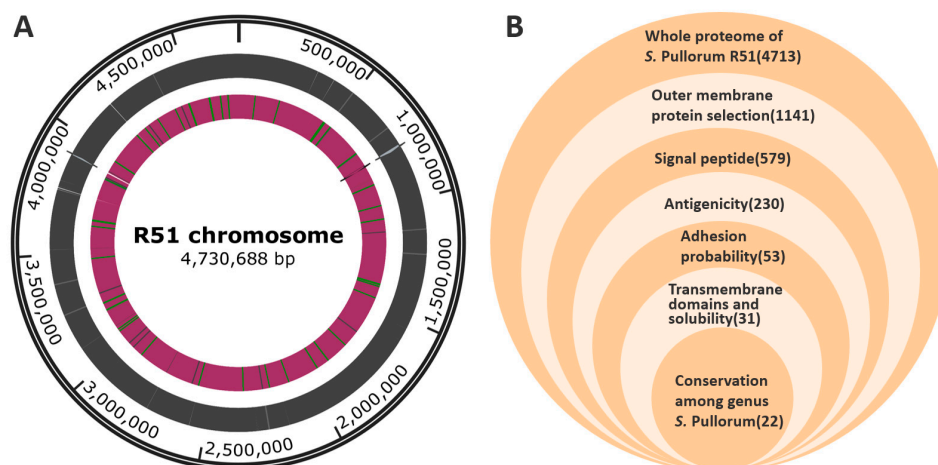 A
500,000
1,000,000
1,500,000
2,000,000
2,500,000
3,000,000
3,500,000
4,000,000
4,500,000
R51 chromosome
4,730,688 bp
B
Whole proteome of
S. Pullorum R51(4713)
Outer membrane
protein selection(1141)
Signal peptide(579)
Antigenicity(230)
Adhesion
probability(53)
Transmembrane
domains and
solubility(31)
Conservation
among genus
S. Pullorum(22)